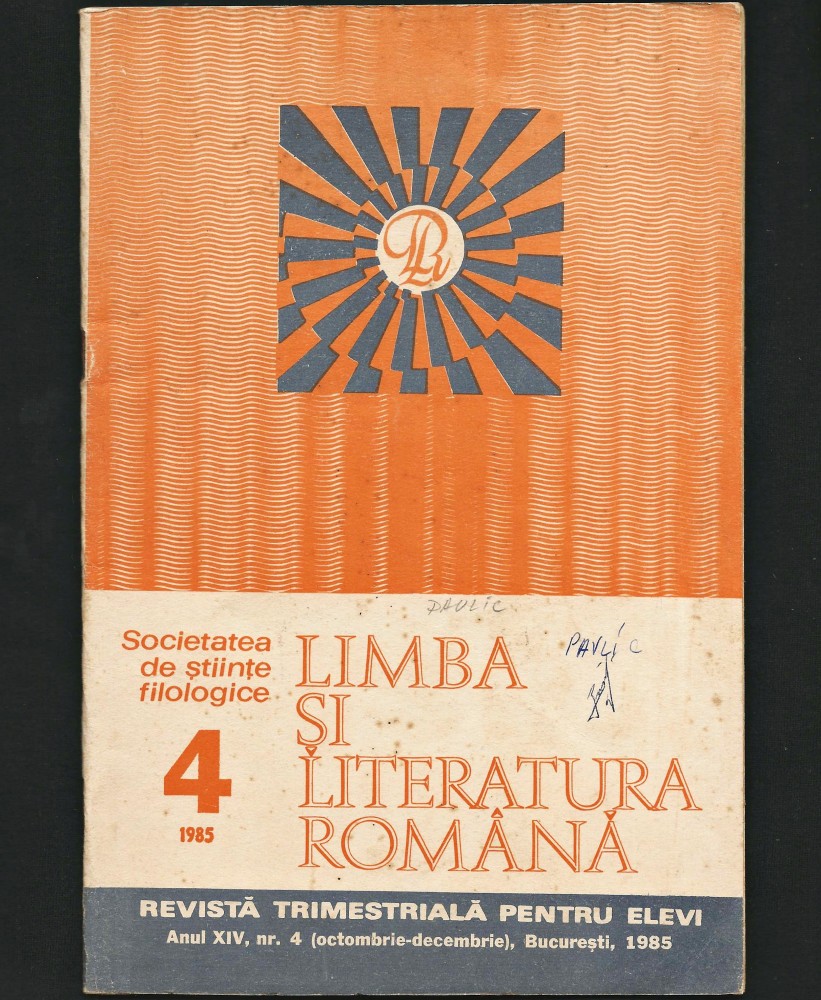 PAVLIC
PAVLIC
Societatea
de științe
filologice
4
1985
LIMBA
ȘI
LITERATURA
ROMÂNĂ
REVISTĂ TRIMESTRIALĂ PENTRU ELEVI
Anul XIV, nr. 4 (octombrie-decembrie), București, 1985